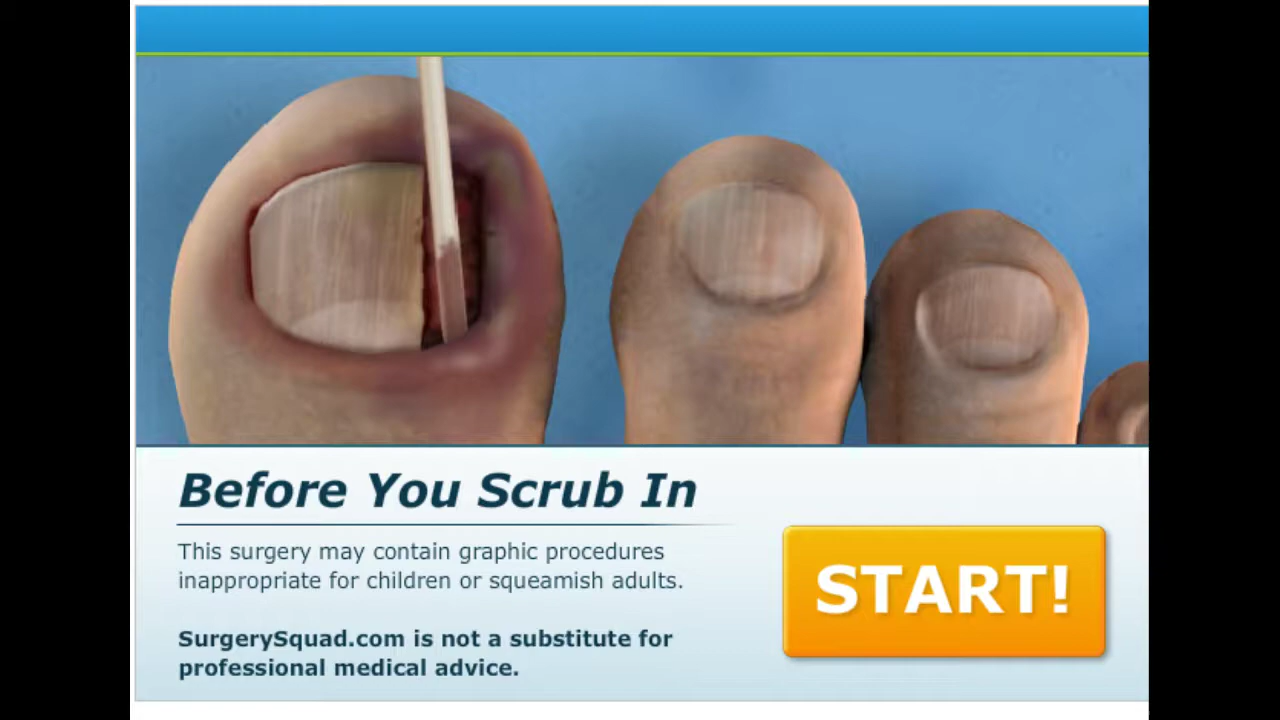 Before You Scrub In
This surgery may contain graphic procedures
inappropriate for children or squeamish adults.
SurgerySquad.com is not a substitute for
professional medical advice.
START!